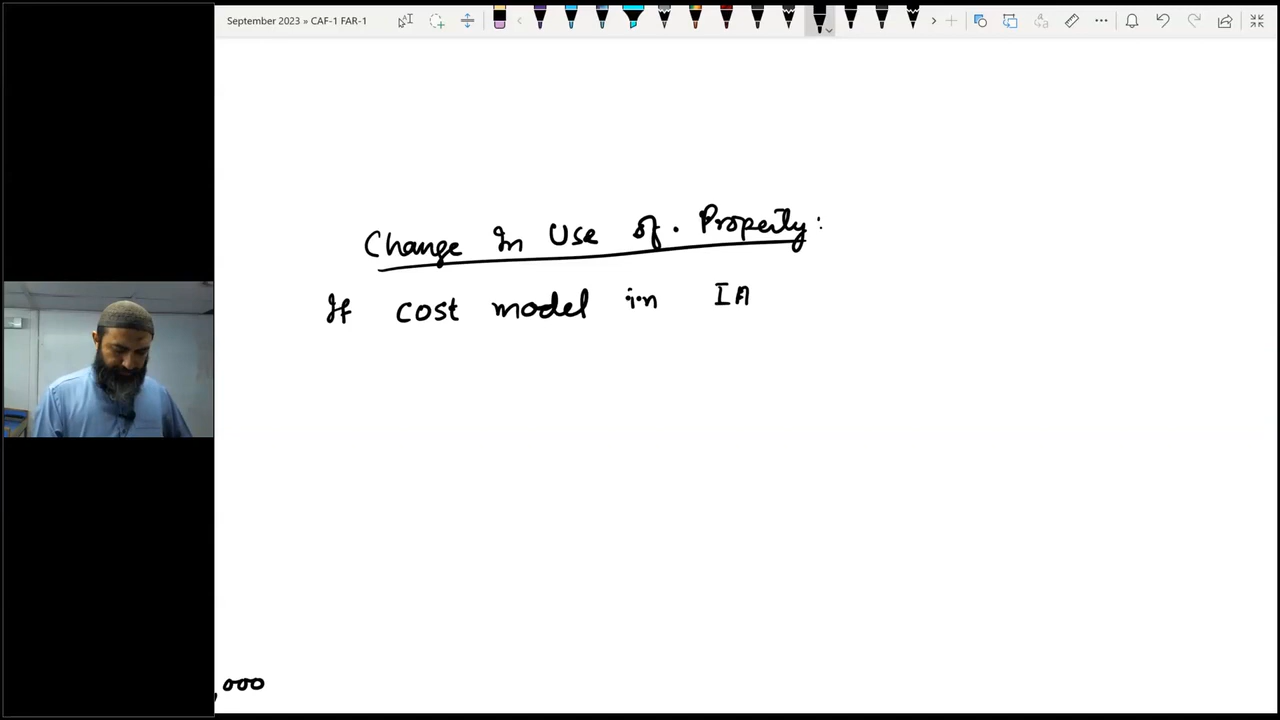 September 2023 » CAF-1 FAR-1
Change In Use of. Property:
If cost model in IA
,000